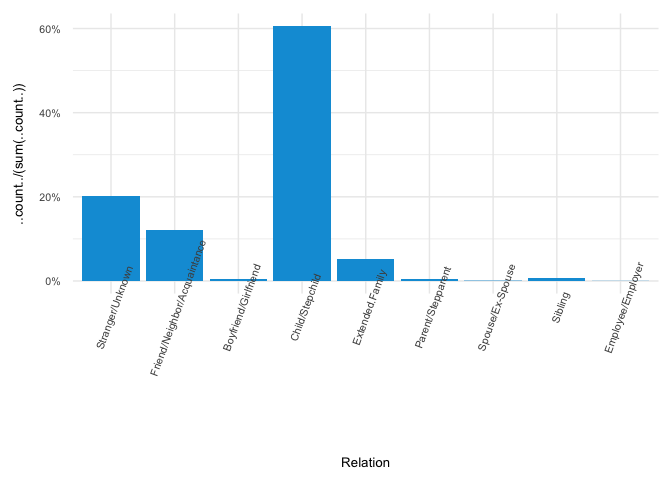 60%
40%
20%
0%
..count../(sum(..count..))
Stranger/Unknown
Friend/Neighbor/Acquaintance
Boyfriend/Girlfriend
Child/Stepchild
Extended.Family
Parent/Stepparent
Spouse/Ex-Spouse
Sibling
Employee/Employer
Relation